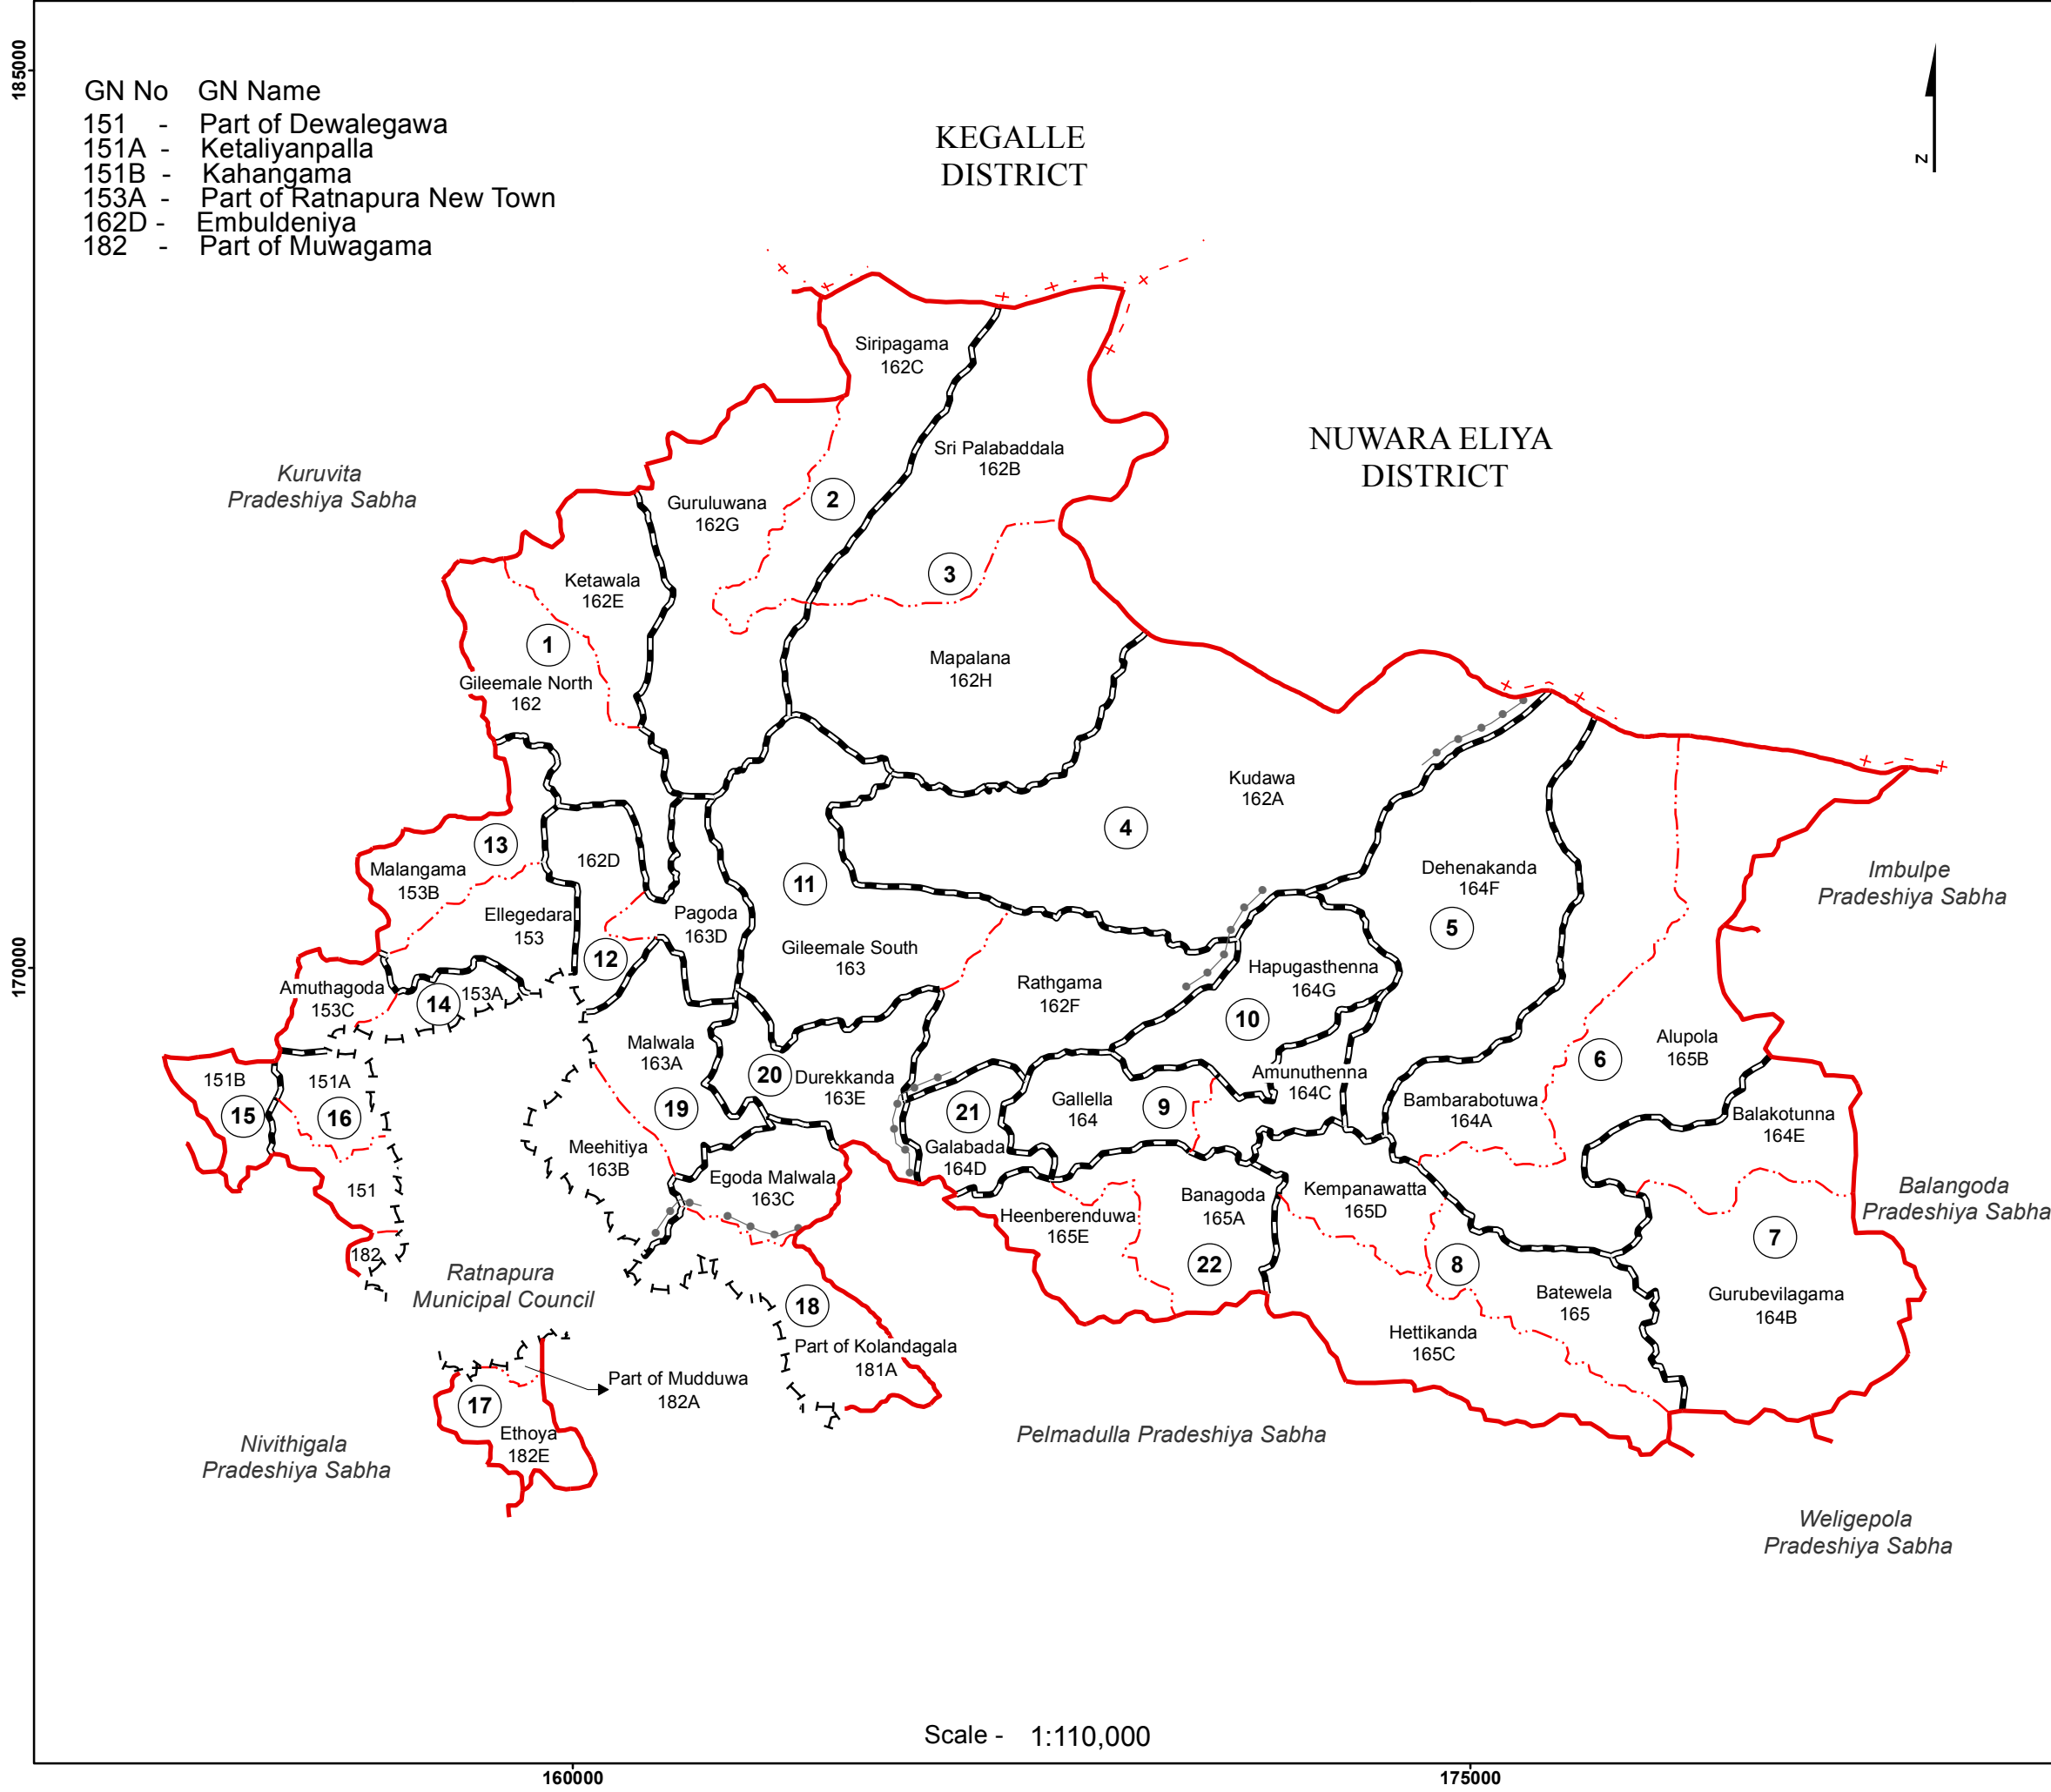 185000
GN No GN Name
151 - Part of Dewalegawa
151A - Ketaliyanpalla
151B - Kahangama
153A - Part of Ratnapura New Town
162D - Embuldeniya
182 - Part of Muwagama
KEGALLE
DISTRICT
N
Siripagama
162C
NUWARA ELIYA
DISTRICT
Sri Palabaddala
162B
Kuruvita
Pradeshiya Sabha
Guruluwana
162G
2
3
Ketawala
162E
1
Mapalana
162H
Gileemale North
162
Kudawa
162A
4
13
Malangama
153B
162D
11
Dehenakanda
164F
Imbulpe
Pradeshiya Sabha
Ellegedara
153
Pagoda
163D
5
Gileemale South
163
12
170000
Amuthagoda
153C
14
153A
Rathgama
162F
Hapugasthenna
164G
10
Malwala
163A
Alupola
165B
6
151B
151A
20
Durekkanda
163E
Amunuthenna
164C
15
16
19
21
Gallella
164
9
Bambarabotuwa
164A
Balakotunna
164E
Meehitiya
163B
Galabada
164D
151
Egoda Malwala
163C
Banagoda
165A
Kempanawatta
165D
Balangoda
Pradeshiya Sabha
Heenberenduwa
165E
182
22
8
7
Ratnapura
Municipal Council
18
Batewela
165
Gurubevilagama
164B
Part of Kolandagala
181A
Hettikanda
165C
Part of Mudduwa
182A
17
Ethoya
182E
Pelmadulla Pradeshiya Sabha
Nivithigala
Pradeshiya Sabha
Weligepola
Pradeshiya Sabha
Scale - 1:110,000
160000
175000